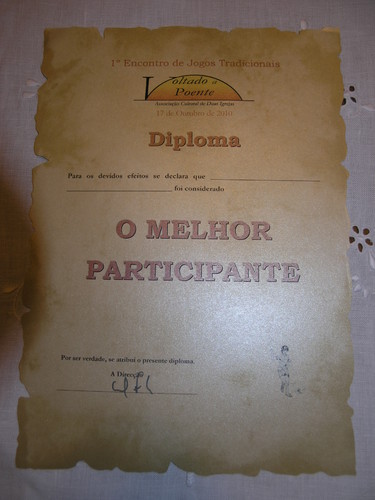 1º Encontro de Jogos Tradicionais
Voltado a
Poente
Associação Cultural de Duas Igrejas
17 de Outubro de 2010
Diploma
Para os devidos efeitos se declara que
foi considerado
O MELHOR
PARTICIPANTE
Por ser verdade, se atribui o presente diploma.
A Direcção